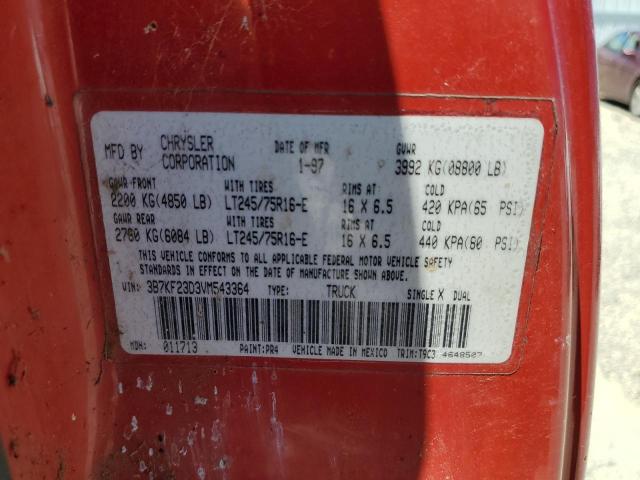 MFD BY CHRYSLER CORPORATION DATE OF MFR 1-97 GVWR 3992 KG(08800 LB)
GAWR FRONT WITH TIRES RIMS AT: COLD
2200 KG(4850 LB) LT245/75R16-E 16 X 6.5 420 KPA(65 PSI)
GAWR REAR WITH TIRES RIMS AT: COLD
2760 KG(6084 LB) LT245/75R16-E 16 X 6.5 440 KPA(60 PSI)
THIS VEHICLE CONFORMS TO ALL APPLICABLE FEDERAL MOTOR VEHICLE SAFETY
STANDARDS IN EFFECT ON THE DATE OF MANUFACTURE SHOWN ABOVE.
VIN: 3B7KF23D3VM543364 TYPE: TRUCK SINGLE X DUAL
MDH: 011713 PAINT:PR4 VEHICLE MADE IN MEXICO TRIM:T9C3 4648507